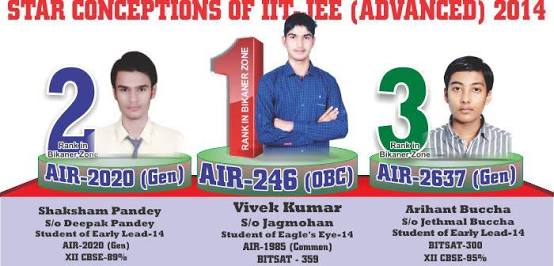 STAR CONCEPTIONS OF IIT-JEE (ADVANCED) 2014
2
Rank in
Bikaner Zone
AIR-2020 (Gen)
Shaksham Pandey
S/o Deepak Pandey
Student of Early Lead-14
AIR-2020 (Gen)
XII CBSE-89%
1
RANK IN BIKANER ZONE
AIR-246 (OBC)
Vivek Kumar
S/o Jagmohan
Student of Eagle's Eye-14
AIR-1985 (Common)
BITSAT - 359
3
Rank in
Bikaner Zone
AIR-2637 (Gen)
Arihant Buccha
S/o Jethmal Buccha
Student of Early Lead-14
BITSAT-300
XII CBSE-95%